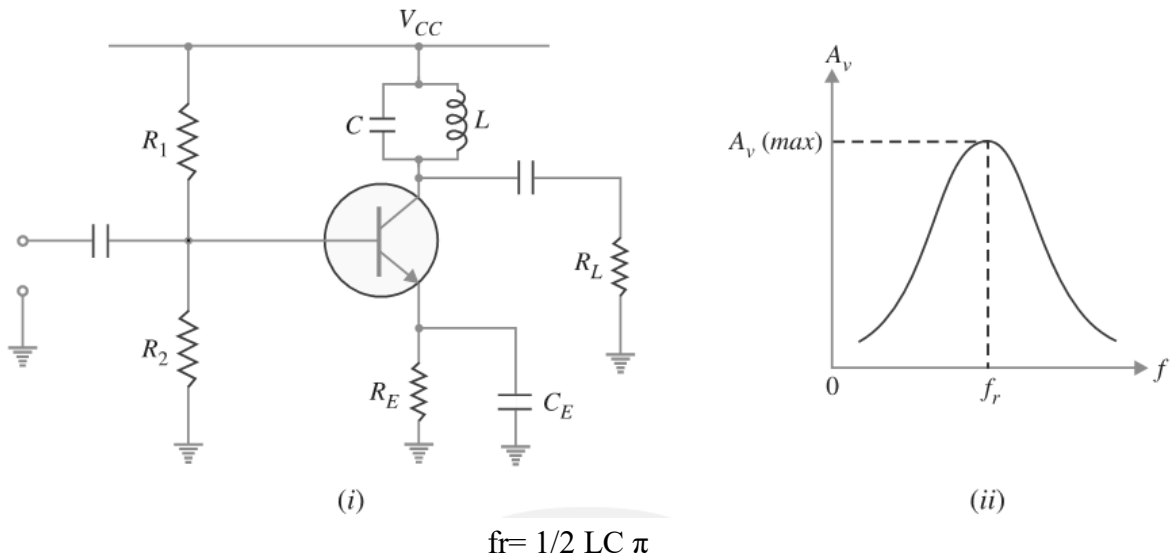 V_CC
C
L
R_1
R_2
R_L
R_E
C_E
(i)
A_v
A_v (max)
0
f_r
f
(ii)
fr= 1/2 LC π